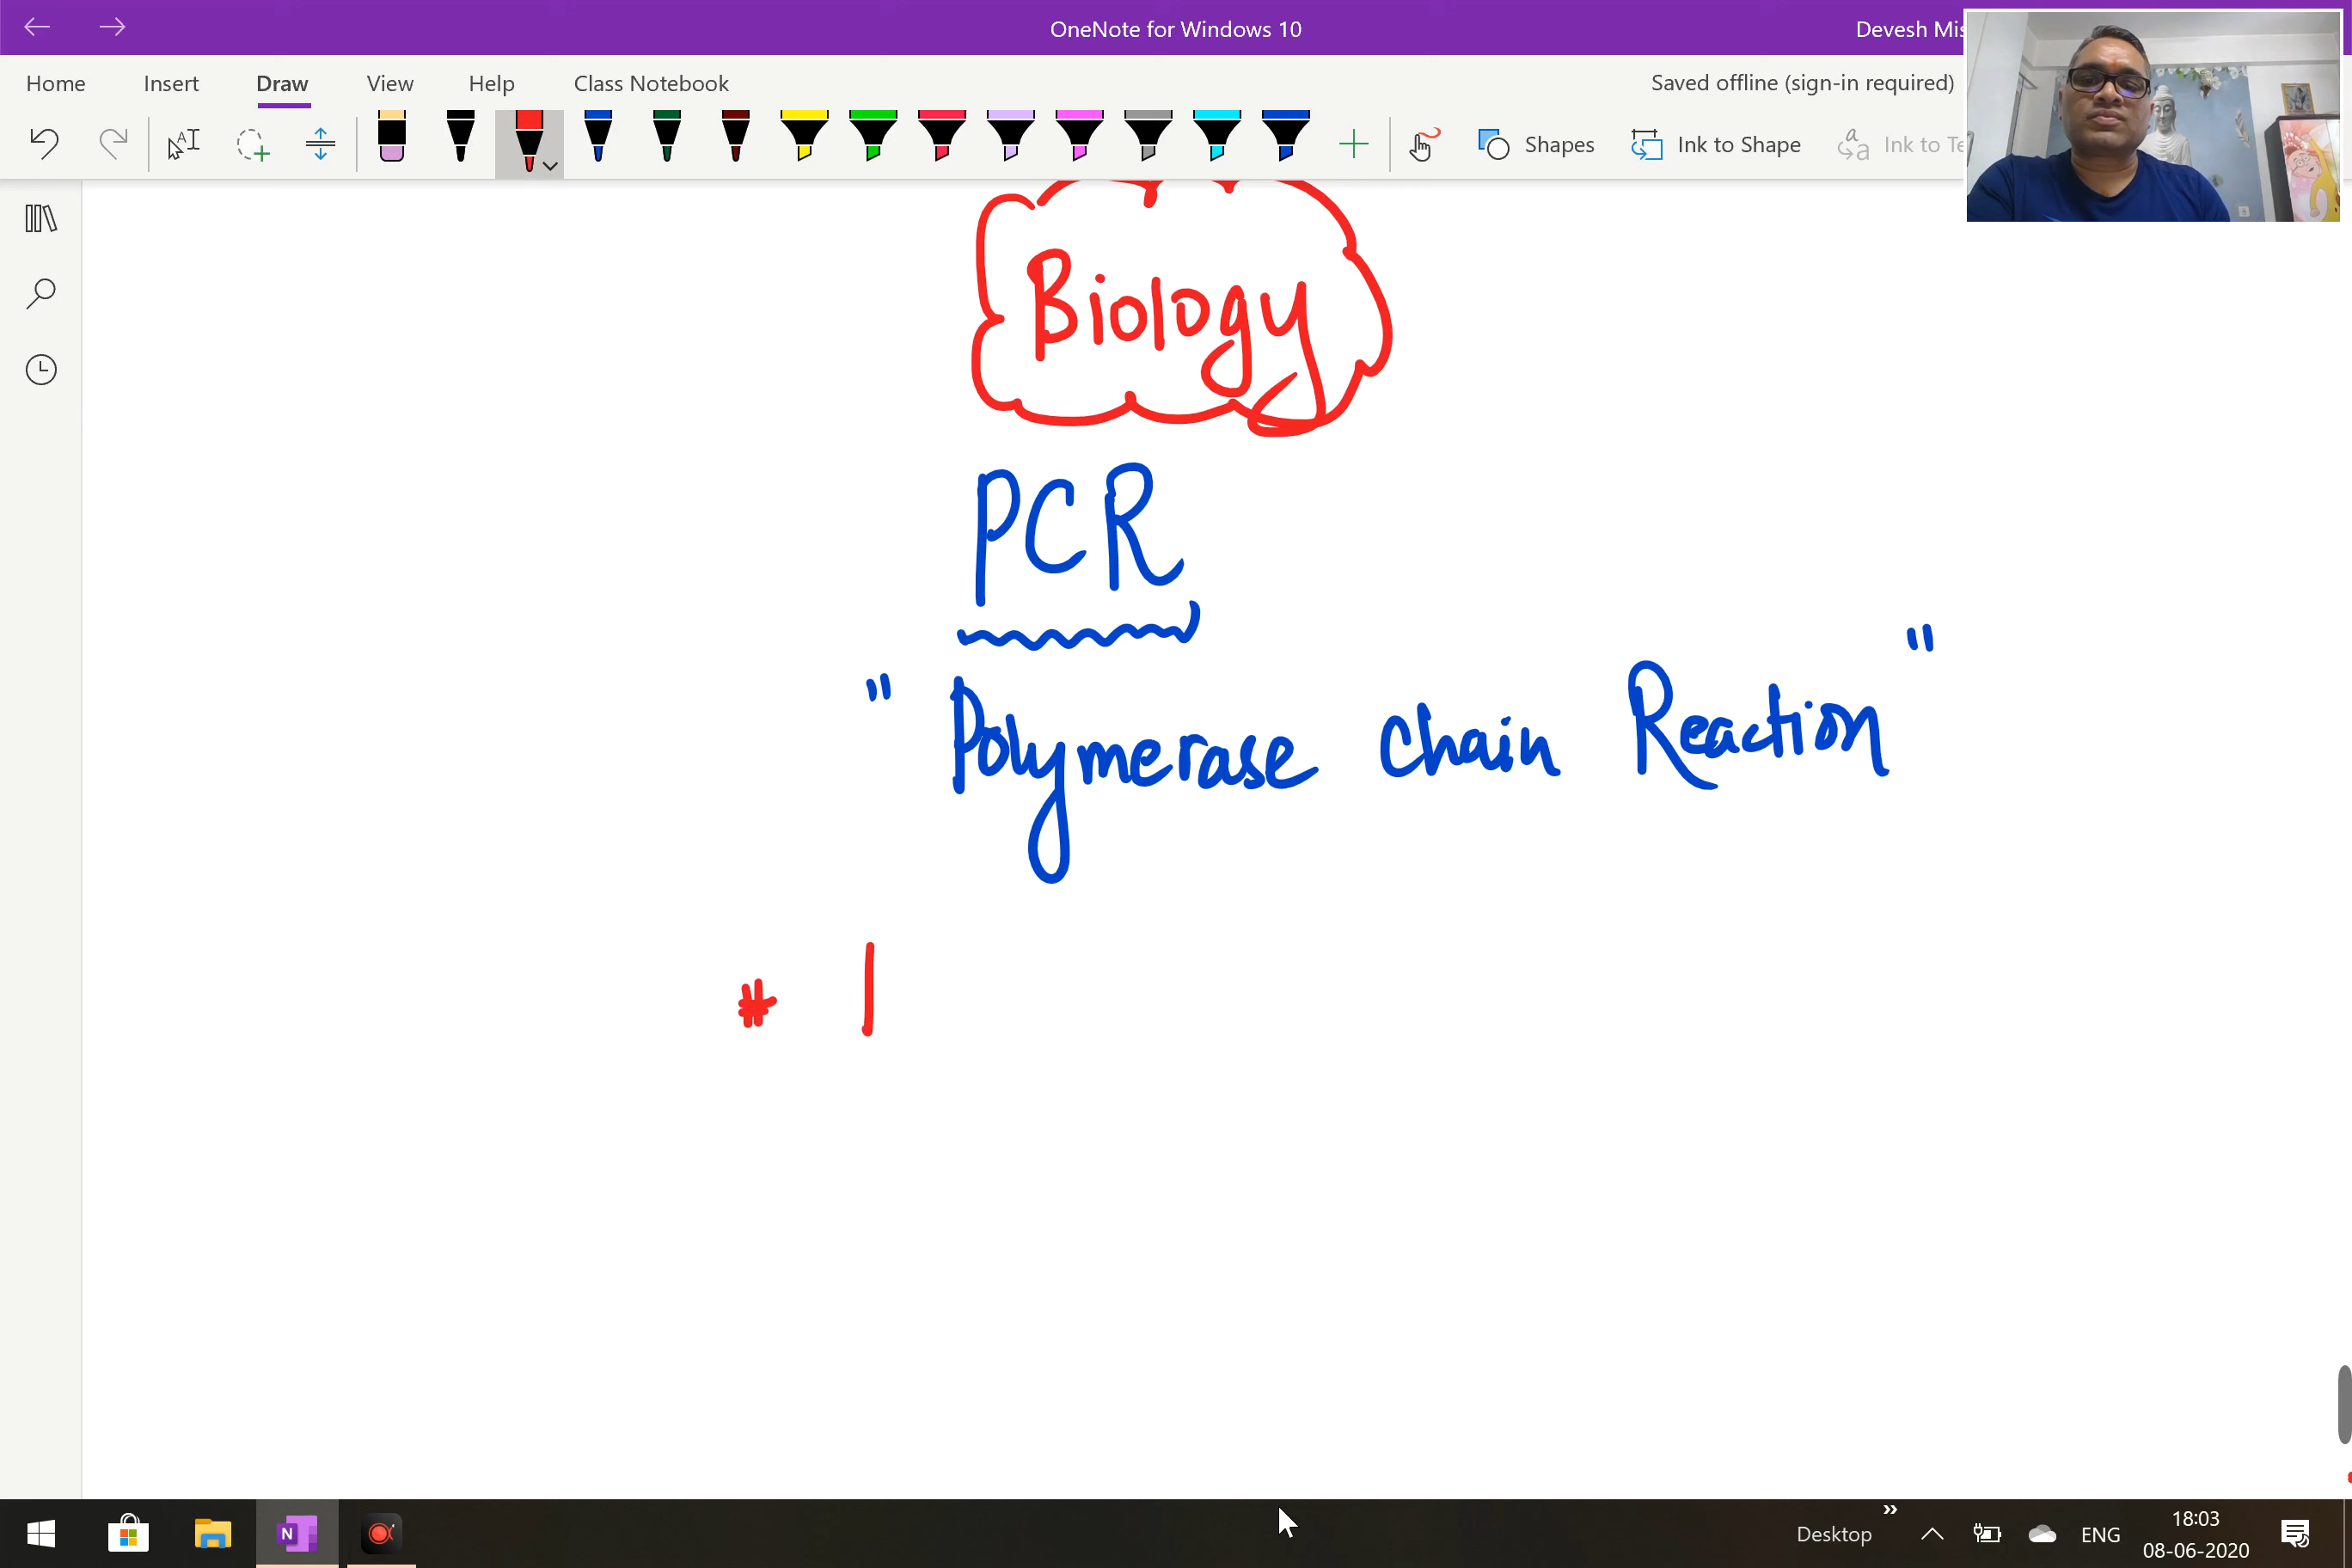 OneNote for Windows 10
Devesh Mis
Home Insert Draw View Help Class Notebook Saved offline (sign-in required)
Shapes Ink to Shape Ink to Te
Biology
PCR
" Polymerase Chain Reaction "
# |
Desktop ENG 18:03
08-06-2020